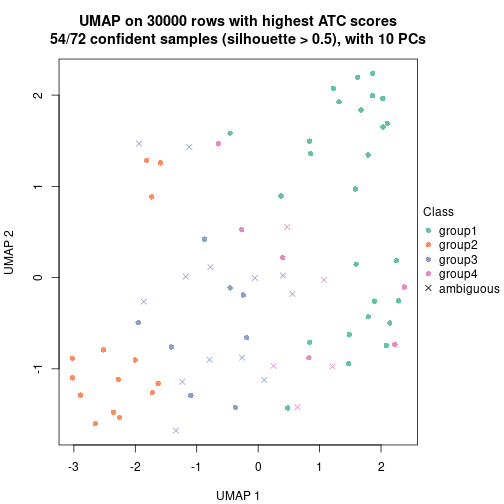 UMAP on 30000 rows with highest ATC scores
54/72 confident samples (silhouette > 0.5), with 10 PCs
2
1
0
-1
UMAP 2
-3
-2
-1
0
1
2
UMAP 1
Class
group1
group2
group3
group4
ambiguous